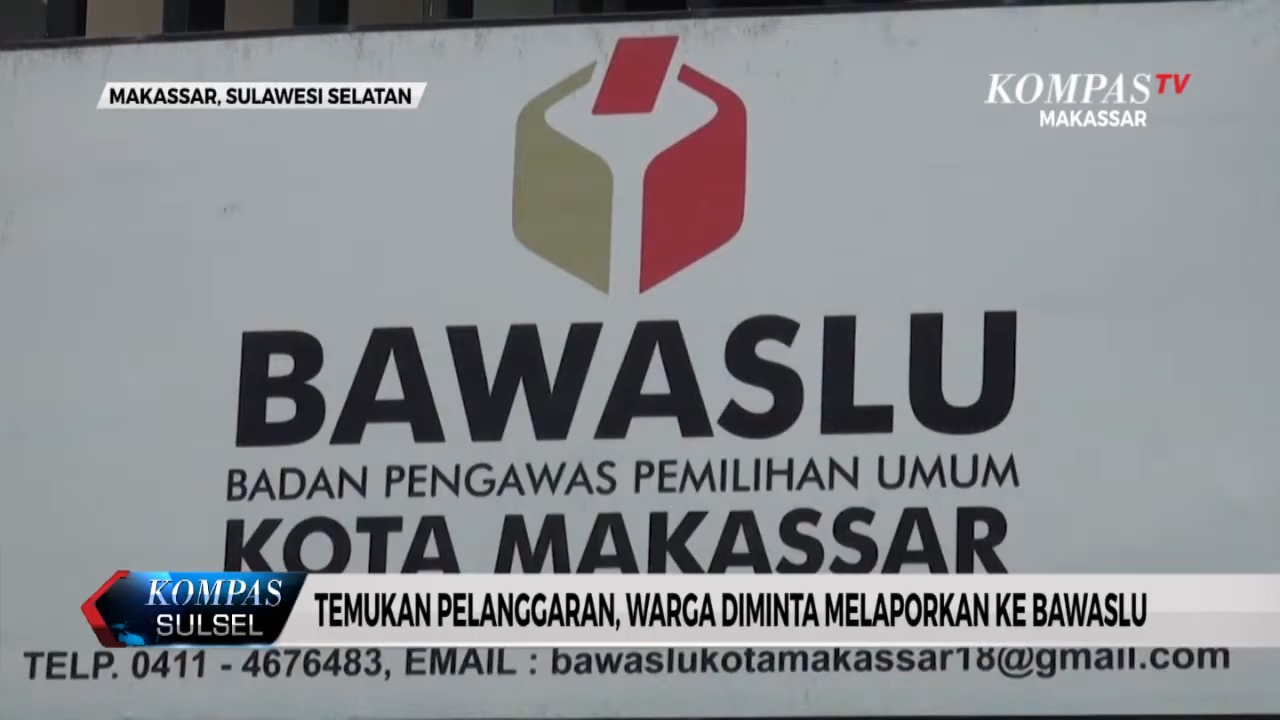 MAKASSAR, SULAWESI SELATAN
KOMPAS TV
MAKASSAR
BAWASLU
BADAN PENGAWAS PEMILIHAN UMUM
KOTA MAKASSAR
KOMPAS
SULSEL
TEMUKAN PELANGGARAN, WARGA DIMINTA MELAPORKAN KE BAWASLU
TELP. 0411 - 4676483, EMAIL : bawaslukotamakassar18@gmail.com